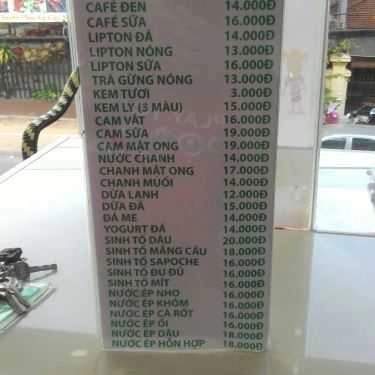 CAFÉ ĐEN 14.000Đ
CAFÉ SỮA 16.000Đ
LIPTON ĐÁ 14.000Đ
LIPTON NÓNG 13.000Đ
LIPTON SỮA 16.000Đ
TRÀ GỪNG NÓNG 13.000Đ
KEM TƯƠI 3.000Đ
KEM LY (3 MÀU) 15.000Đ
CAM VẮT 16.000Đ
CAM SỮA 19.000Đ
CAM MẬT ONG 19.000Đ
NƯỚC CHANH 14.000Đ
CHANH MẬT ONG 17.000Đ
CHANH MUỐI 14.000Đ
DỪA LẠNH 12.000Đ
DỪA ĐÁ 15.000Đ
ĐÁ ME 14.000Đ
YOGURT ĐÁ 14.000Đ
SINH TỐ DÂU 20.000Đ
SINH TỐ MÃNG CẦU 18.000Đ
SINH TỐ SAPOCHE 16.000Đ
SINH TỐ ĐU ĐỦ 16.000Đ
SINH TỐ MÍT 16.000Đ
NƯỚC ÉP NHO 16.000Đ
NƯỚC ÉP KHÓM 16.000Đ
NƯỚC ÉP CÀ RỐT 16.000Đ
NƯỚC ÉP ỔI 16.000Đ
NƯỚC ÉP DÂU 18.000Đ
NƯỚC ÉP HỖN HỢP 18.000Đ